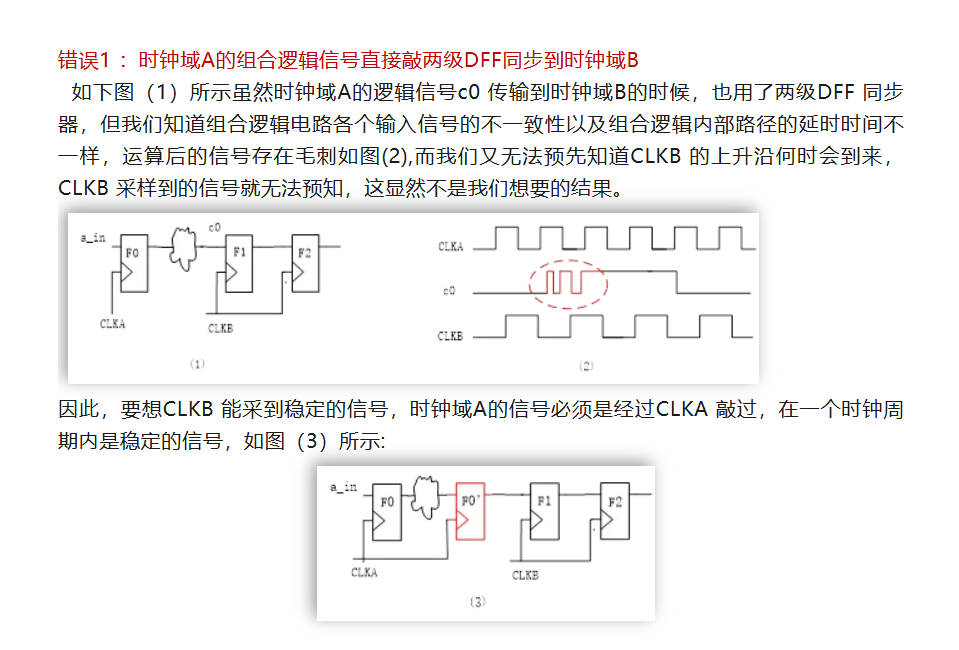 错误1 ：时钟域A的组合逻辑信号直接敲两级DFF同步到时钟域B
如下图（1）所示虽然时钟域A的逻辑信号c0 传输到时钟域B的时候，也用了两级DFF 同步
器，但我们知道组合逻辑电路各个输入信号的不一致性以及组合逻辑内部路径的延时时间不
一样，运算后的信号存在毛刺如图(2),而我们又无法预先知道CLKB 的上升沿何时会到来，
CLKB 采样到的信号就无法预知，这显然不是我们想要的结果。
a_in
F0
c0
F1
F2
CLKA
CLKB
(1)
CLKA
c0
CLKB
(2)
因此，要想CLKB 能采到稳定的信号，时钟域A的信号必须是经过CLKA 敲过，在一个时钟周
期内是稳定的信号，如图（3）所示:
a_in
F0
F0'
F1
F2
CLKA
CLKB
(3)